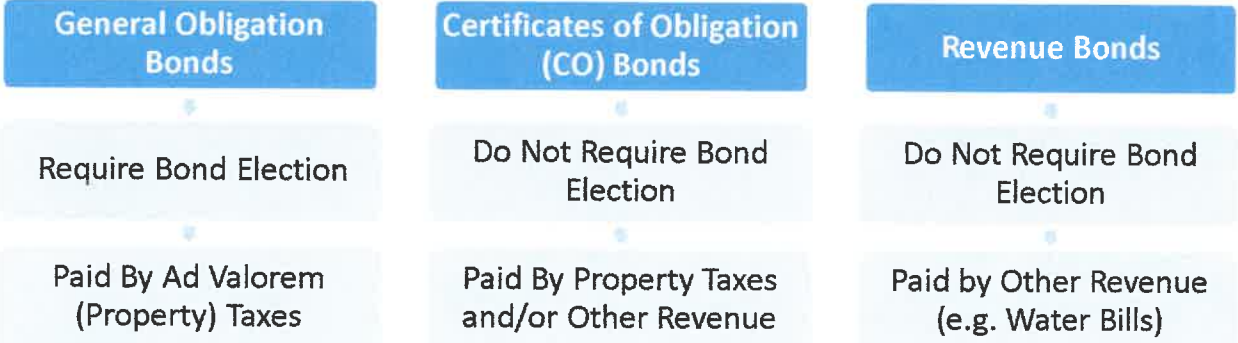 General Obligation
Bonds
Require Bond Election
Paid By Ad Valorem
(Property) Taxes
Certificates of Obligation
(CO) Bonds
Do Not Require Bond
Election
Paid By Property Taxes
and/or Other Revenue
Revenue Bonds
Do Not Require Bond
Election
Paid by Other Revenue
(e.g. Water Bills)